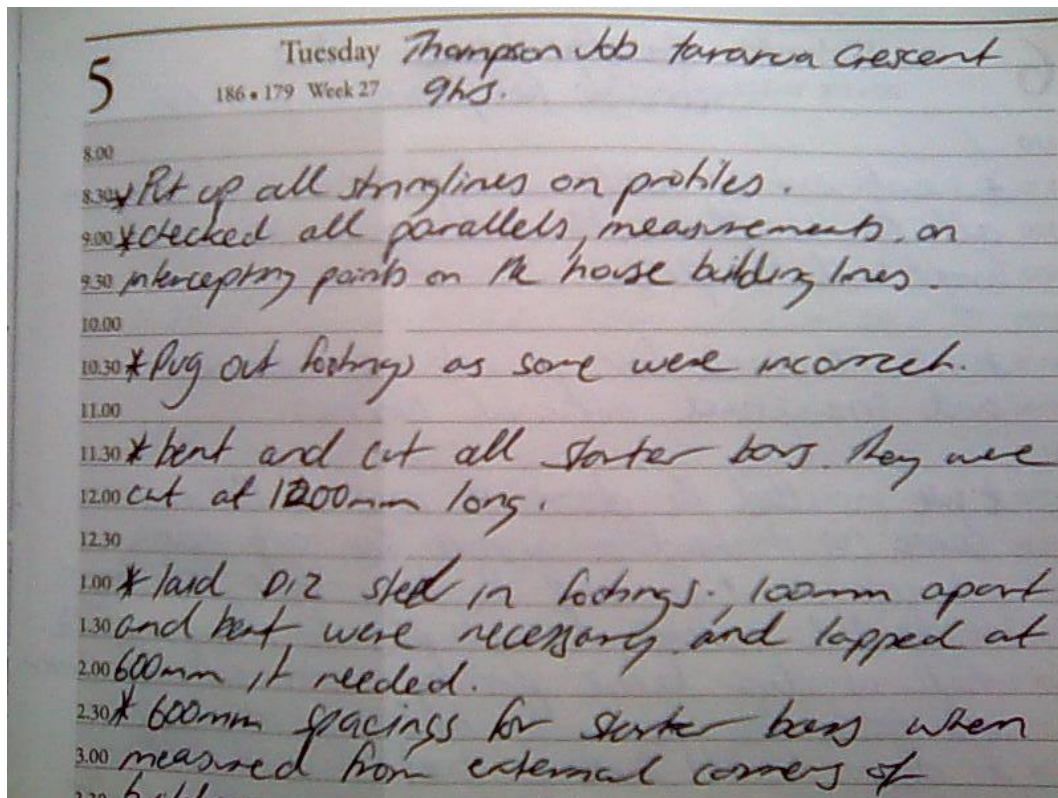 5 Tuesday Thompson Job tararua Crescent
186 • 179 Week 27 9hrs.
8.00
8.30 * Put up all stringlines on profiles.
9.00 * checked all parallels, measurements, on
9.30 intercepting points on the house building lines.
10.00
10.30 * Dug out footings as some were incorrect.
11.00
11.30 * bent and cut all starter bars. they were
12.00 cut at 1200mm long.
12.30
1.00 * laid D12 steel in footings., 100mm apart
1.30 and bent were necessary and lapped at
2.00 600mm if needed.
2.30 * 600mm spacings for starter bars when
3.00 measured from external corners of
3.30